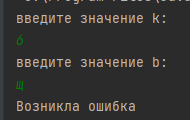 введите значение k:
6
введите значение b:
щ
Возникла ошибка